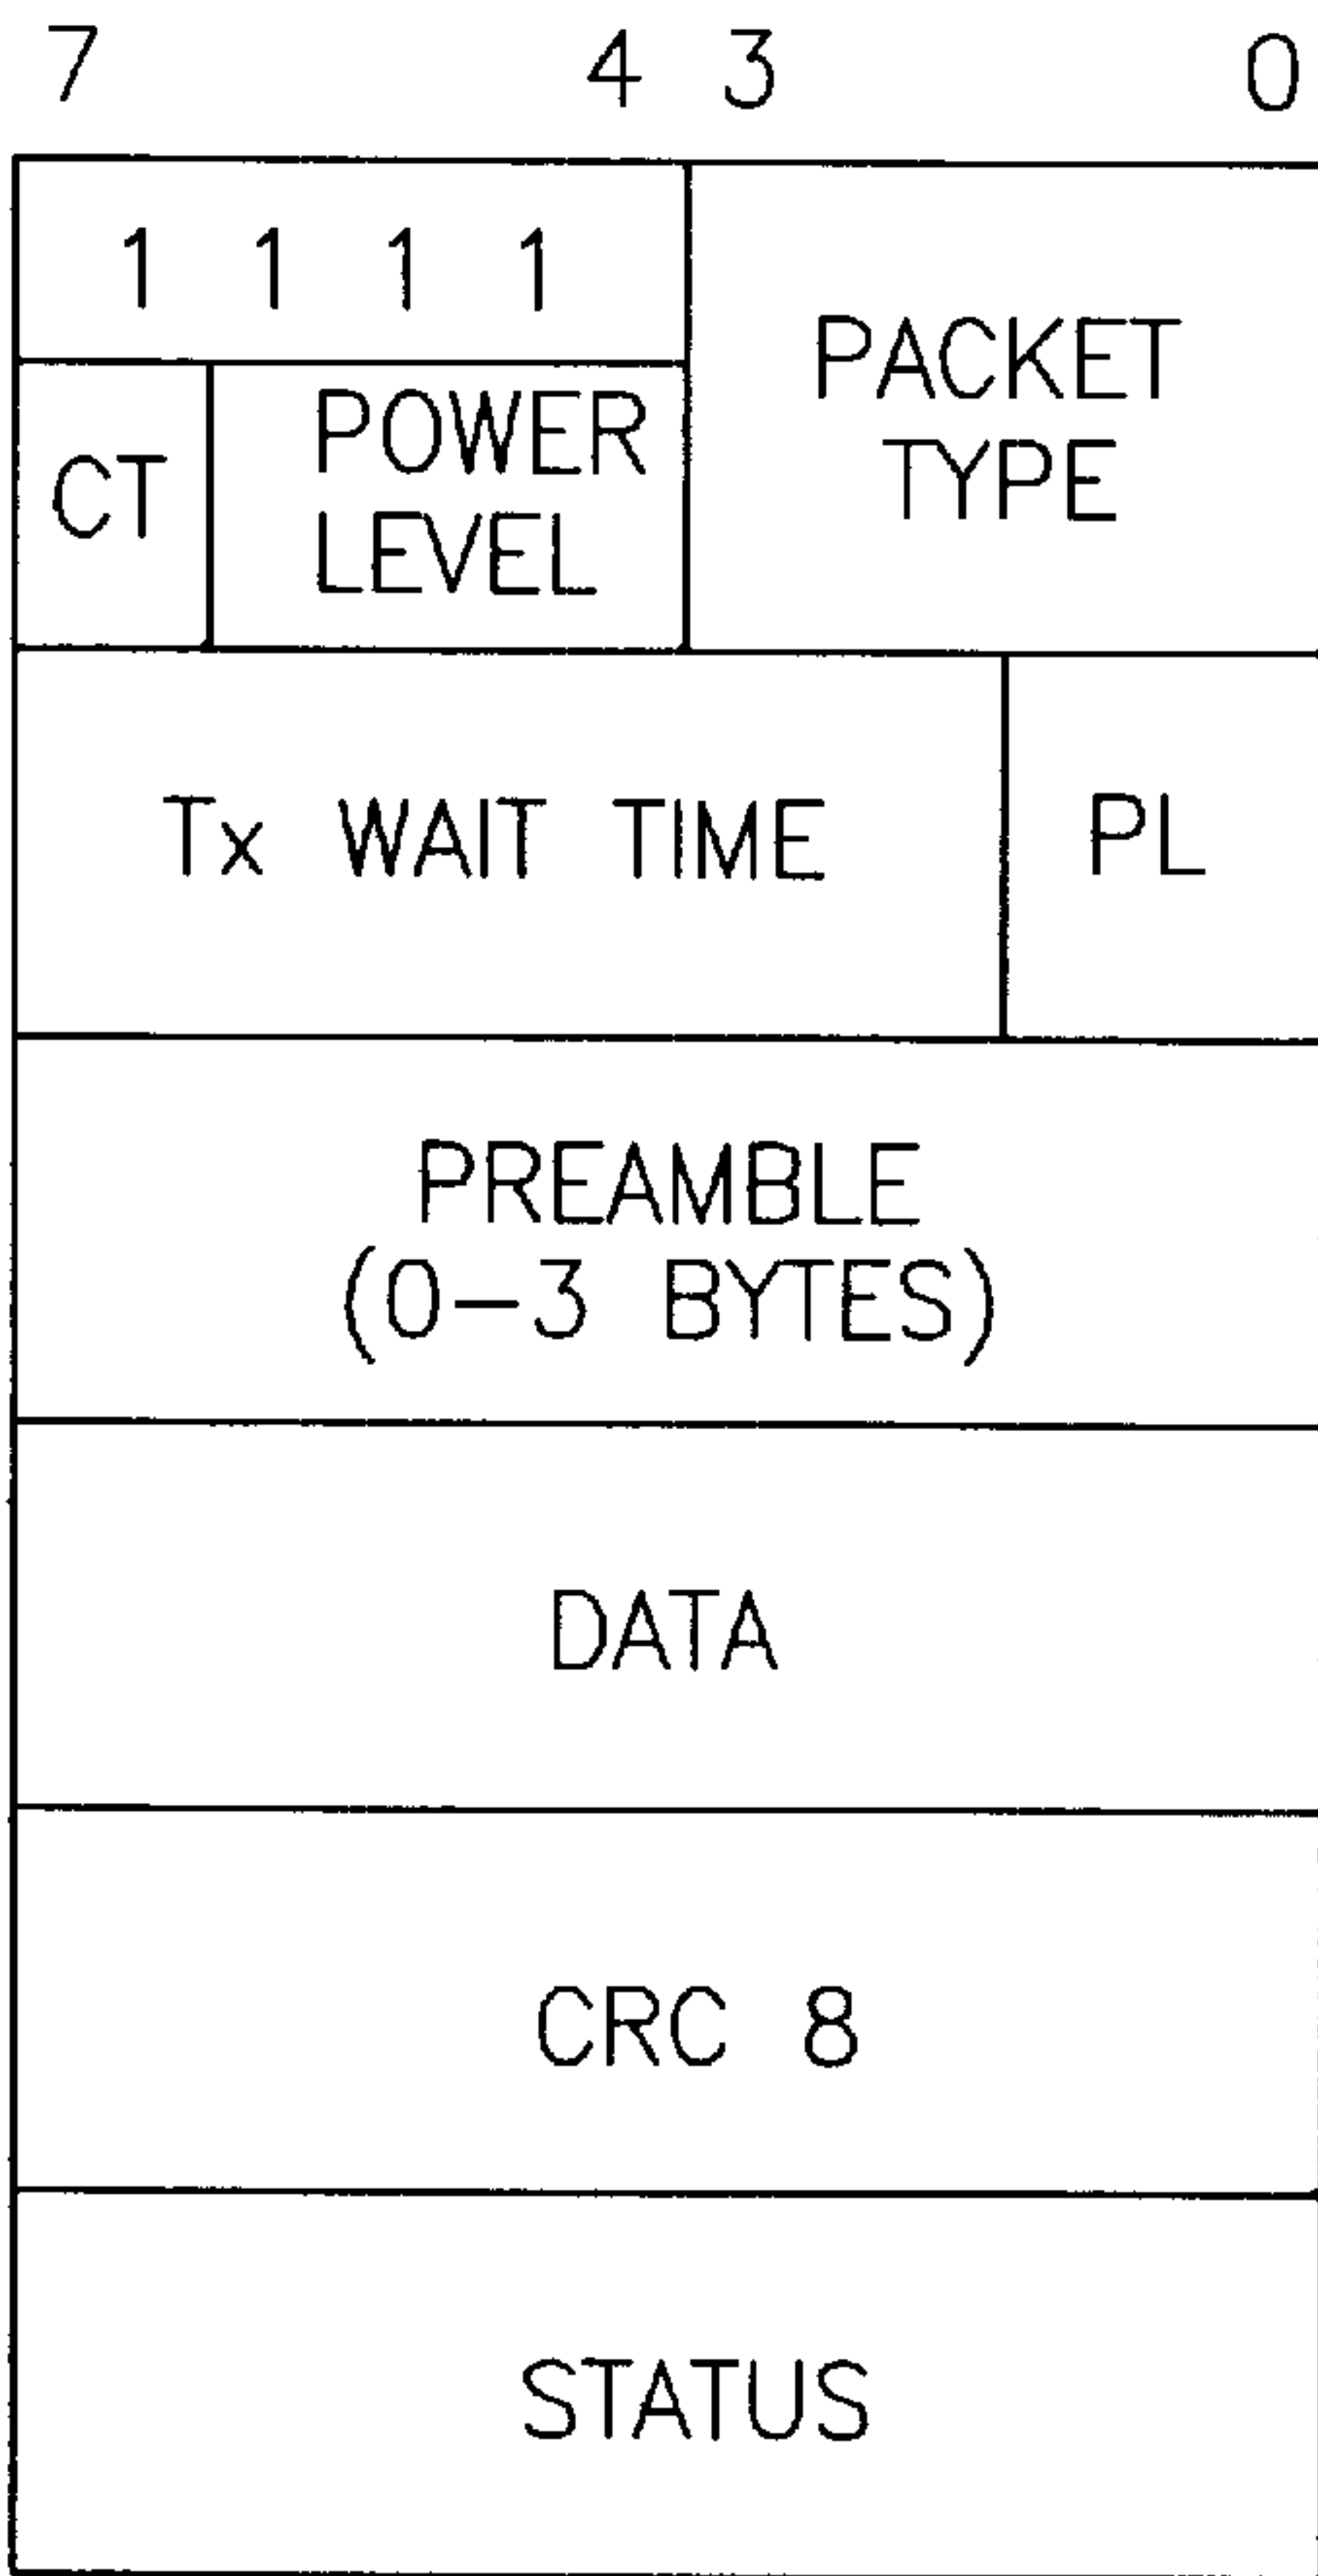 7 4 3 0
1 1 1 1
PACKET
TYPE
CT
POWER
LEVEL
Tx WAIT TIME
PL
PREAMBLE
(0-3 BYTES)
DATA
CRC 8
STATUS